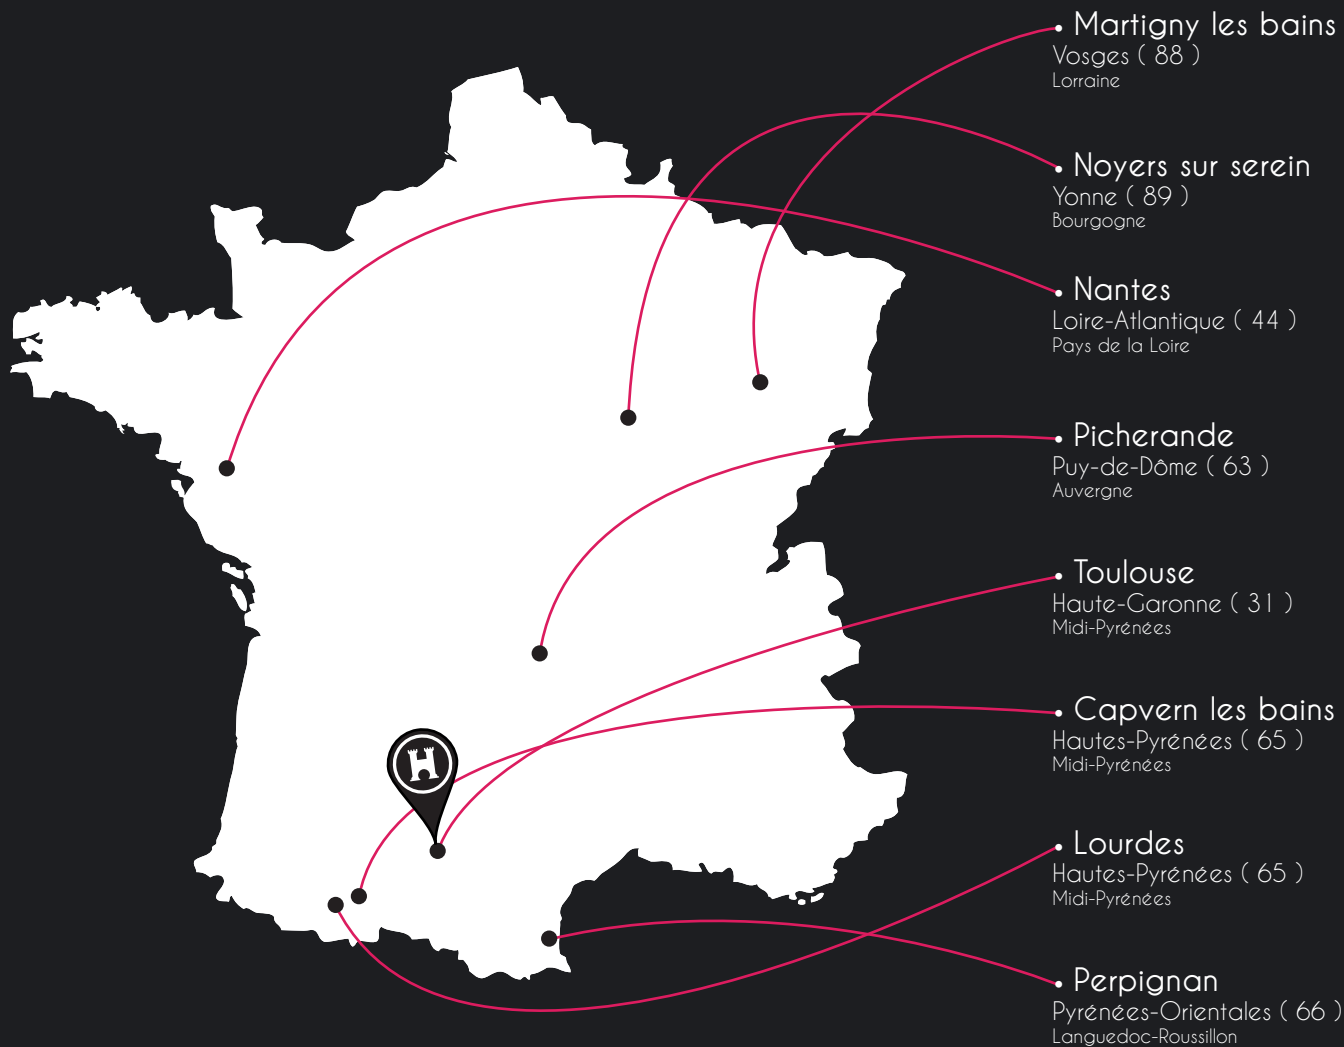 Martigny les bains
Vosges ( 88 )
Lorraine
Noyers sur serein
Yonne ( 89 )
Bourgogne
Nantes
Loire-Atlantique ( 44 )
Pays de la Loire
Picherande
Puy-de-Dôme ( 63 )
Auvergne
Toulouse
Haute-Garonne ( 31 )
Midi-Pyrénées
Capvern les bains
Hautes-Pyrénées ( 65 )
Midi-Pyrénées
Lourdes
Hautes-Pyrénées ( 65 )
Midi-Pyrénées
Perpignan
Pyrénées-Orientales ( 66 )
Languedoc-Roussillon
H